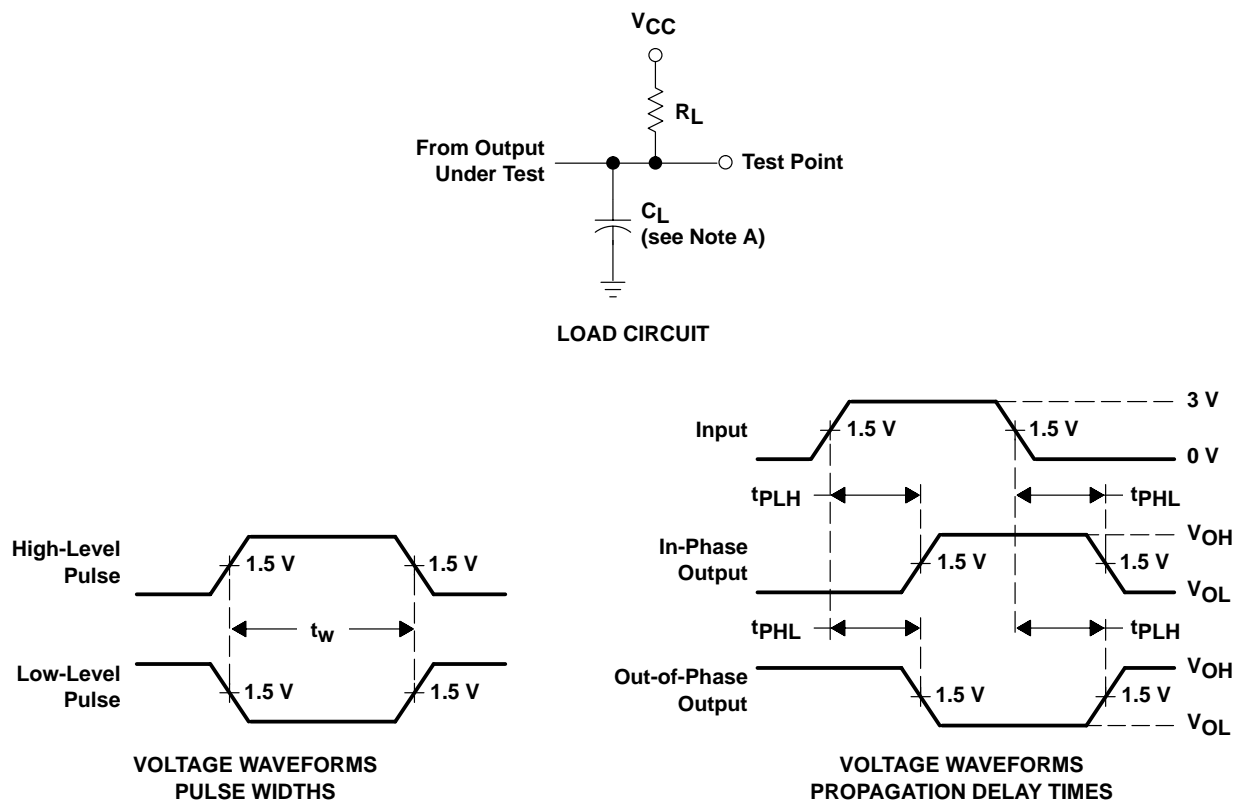 VCC
RL
From Output
Under Test
Test Point
CL
(see Note A)
LOAD CIRCUIT
High-Level
Pulse
1.5 V
1.5 V
tw
Low-Level
Pulse
1.5 V
1.5 V
VOLTAGE WAVEFORMS
PULSE WIDTHS
Input
1.5 V
1.5 V
3 V
0 V
tPLH
tPHL
In-Phase
Output
1.5 V
1.5 V
VOH
VOL
tPHL
tPLH
Out-of-Phase
Output
1.5 V
1.5 V
VOH
VOL
VOLTAGE WAVEFORMS
PROPAGATION DELAY TIMES